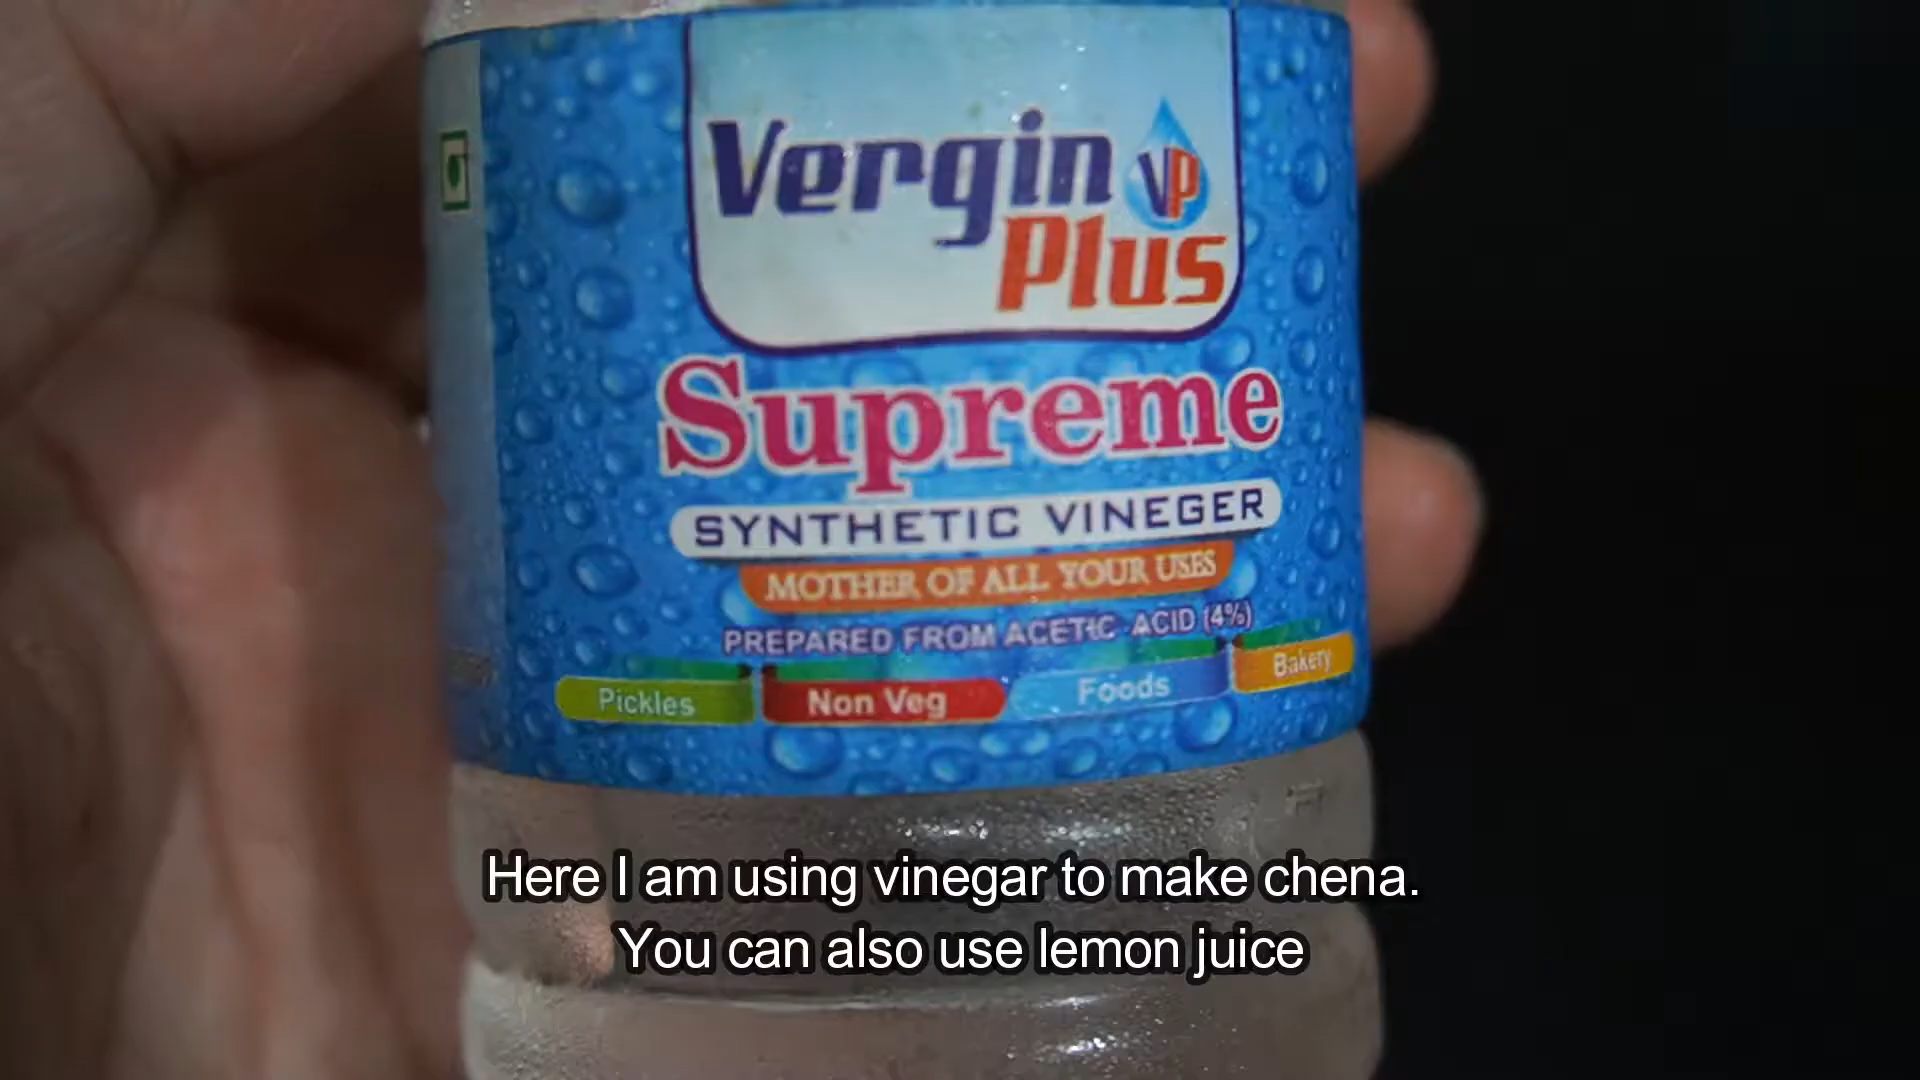 Vergin
VP
Plus
Supreme
SYNTHETIC VINEGER
MOTHER OF ALL YOUR USES
PREPARED FROM ACETIC ACID (4%)
Pickles
Non Veg
Foods
Bakery
Here I am using vinegar to make chena.
You can also use lemon juice